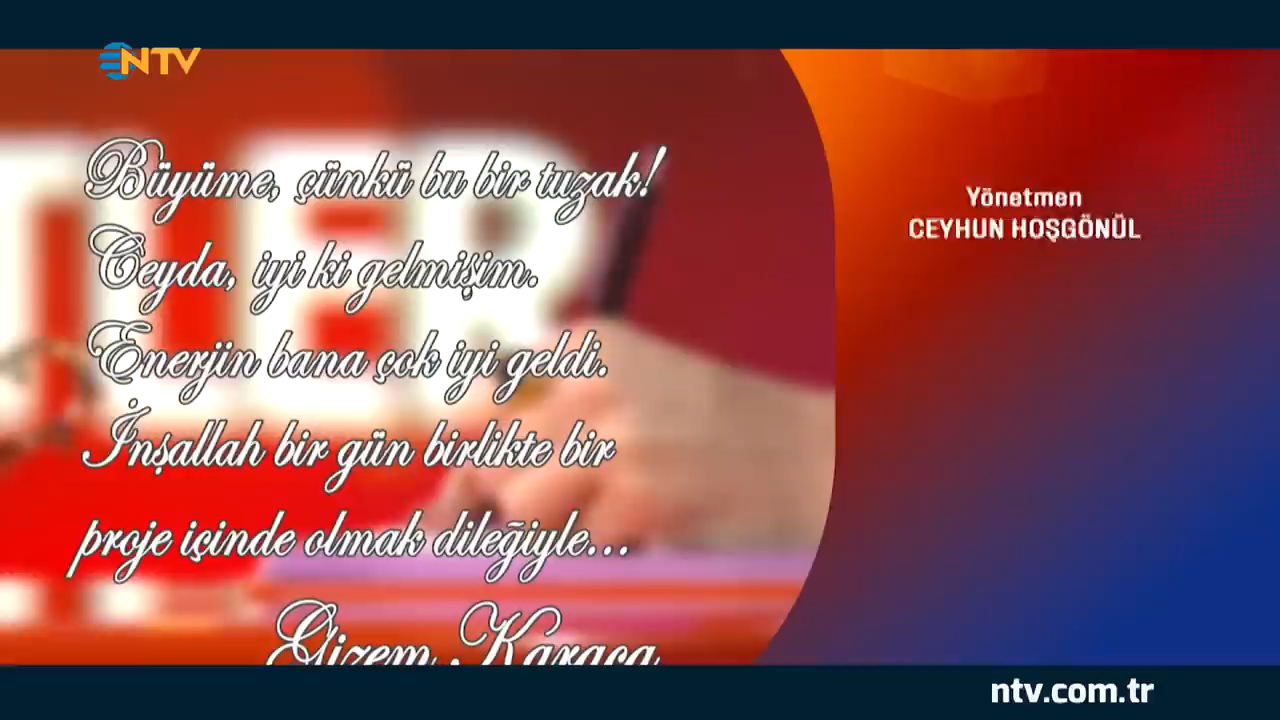 NTV
Büyüme, çünkü bu bir tuzak!
Ceyda, iyi ki gelmişim.
Enerjin bana çok iyi geldi.
İnşallah bir gün birlikte bir
proje içinde olmak dileğiyle...
Gizem Karaca
Yönetmen
CEYHUN HOŞGÖNÜL
ntv.com.tr